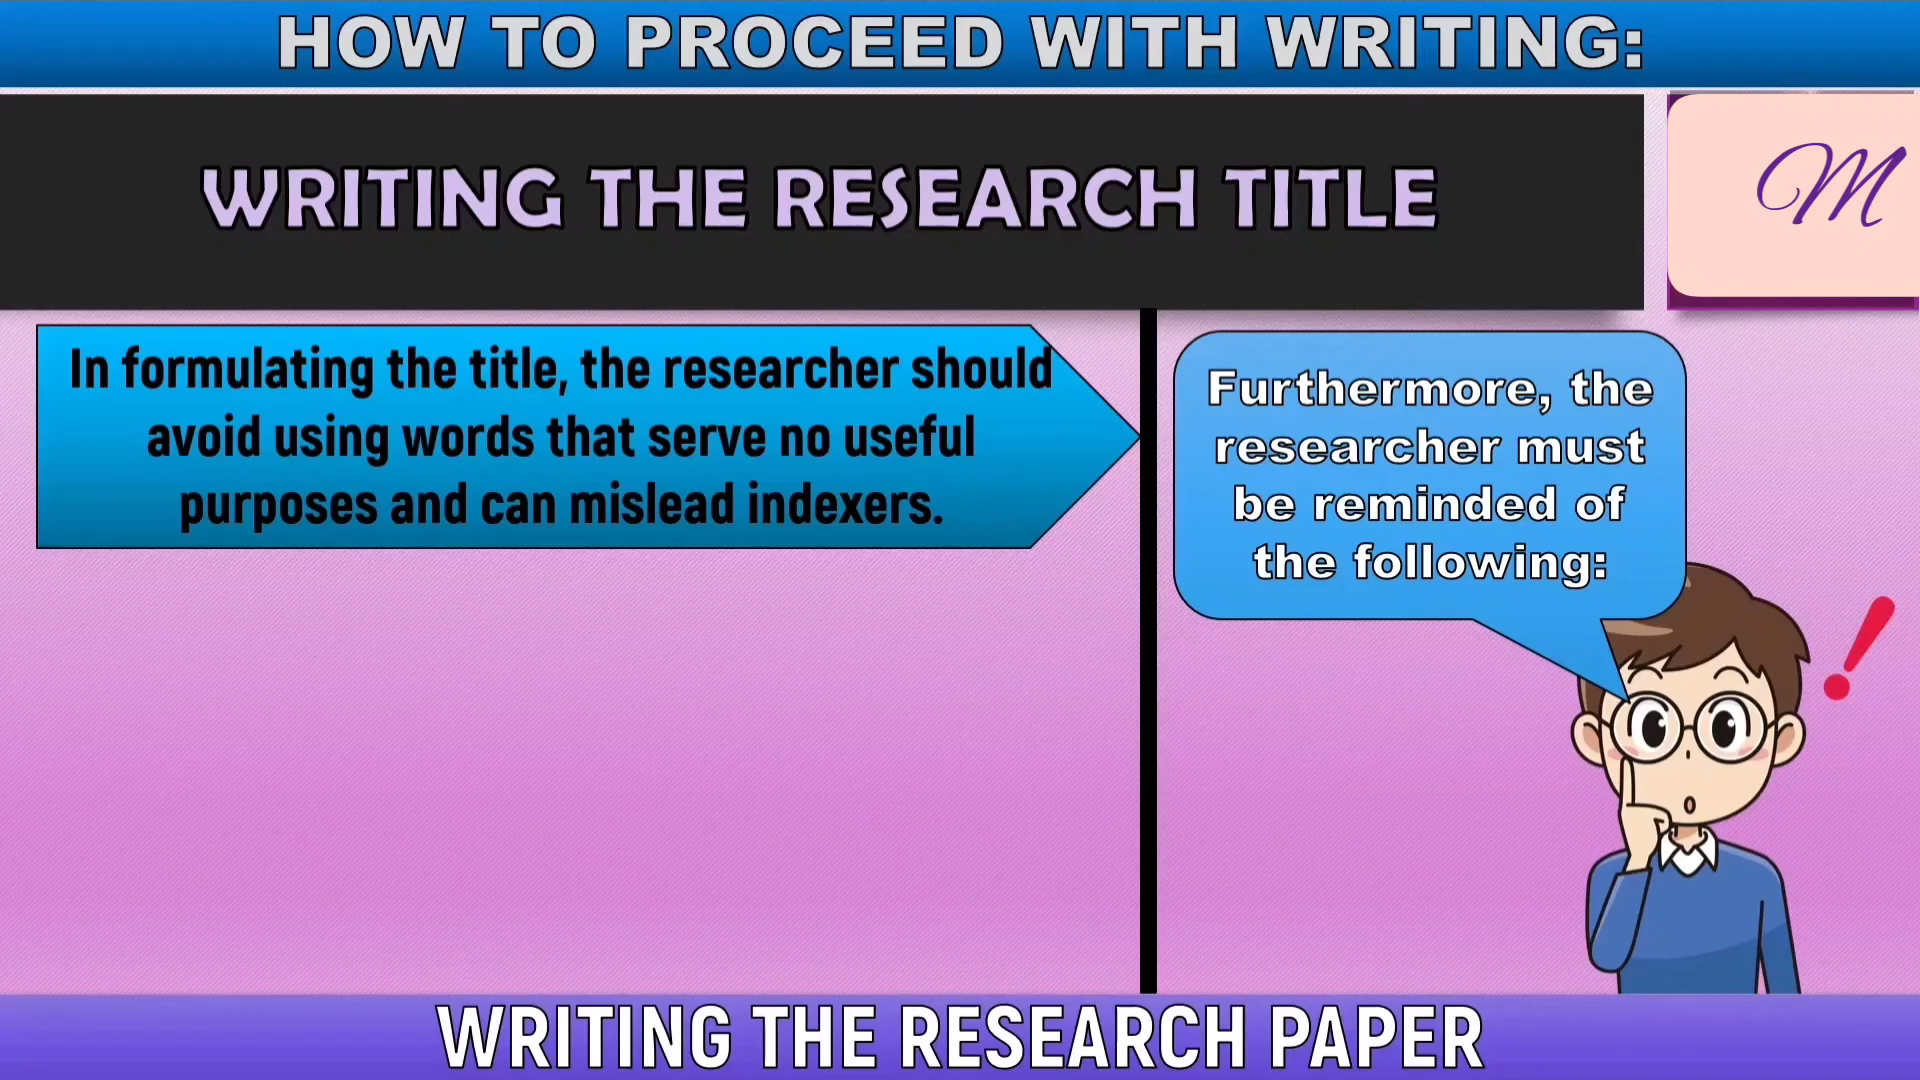 HOW TO PROCEED WITH WRITING:
WRITING THE RESEARCH TITLE
M
In formulating the title, the researcher should
avoid using words that serve no useful
purposes and can mislead indexers.
Furthermore, the
researcher must
be reminded of
the following:
WRITING THE RESEARCH PAPER